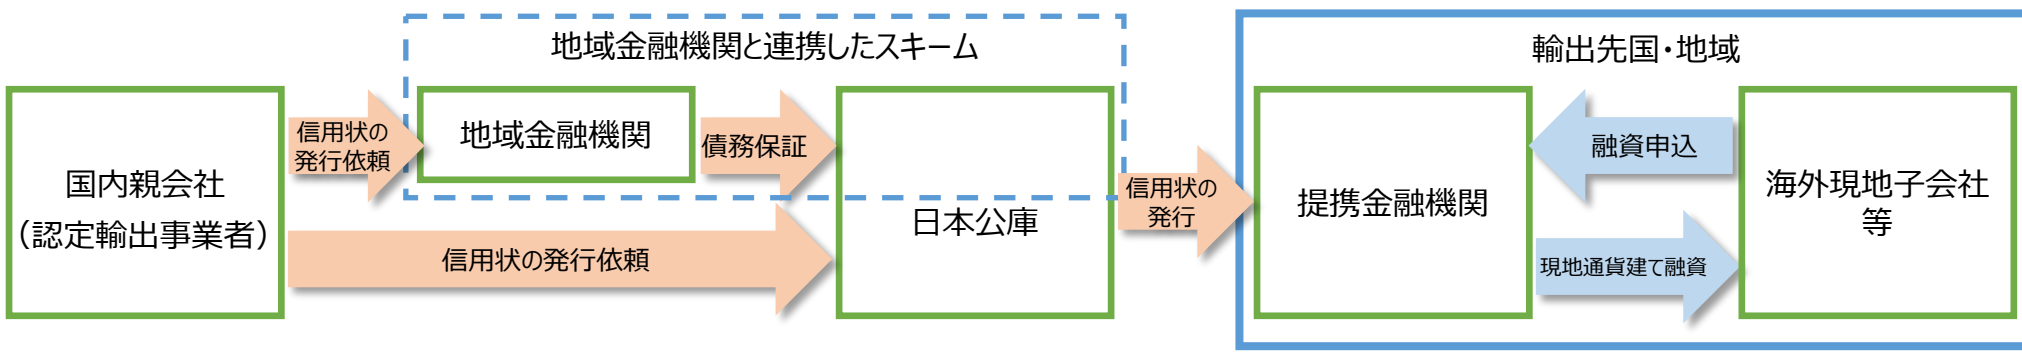 地域金融機関と連携したスキーム
輸出先国・地域
国内親会社
（認定輸出事業者）
信用状の
発行依頼
地域金融機関
債務保証
信用状の発行依頼
日本公庫
信用状の
発行
提携金融機関
融資申込
現地通貨建て融資
海外現地子会社
等